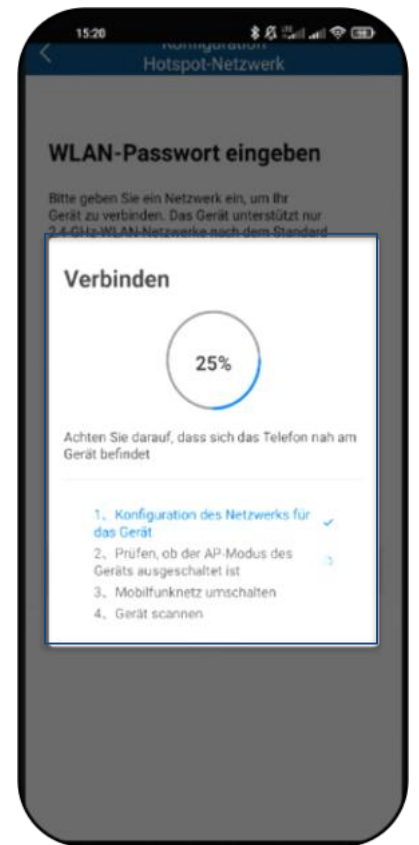 15:20
Konfiguration
Hotspot-Netzwerk
WLAN-Passwort eingeben
Bitte geben Sie ein Netzwerk ein, um Ihr
Gerät zu verbinden. Das Gerät unterstützt nur
2,4-GHz-WLAN-Netzwerke nach dem Standard
Verbinden
25%
Achten Sie darauf, dass sich das Telefon nah am
Gerät befindet
1、Konfiguration des Netzwerks für
das Gerät
2、Prüfen, ob der AP-Modus des
Geräts ausgeschaltet ist
3、Mobilfunknetz umschalten
4、Gerät scannen